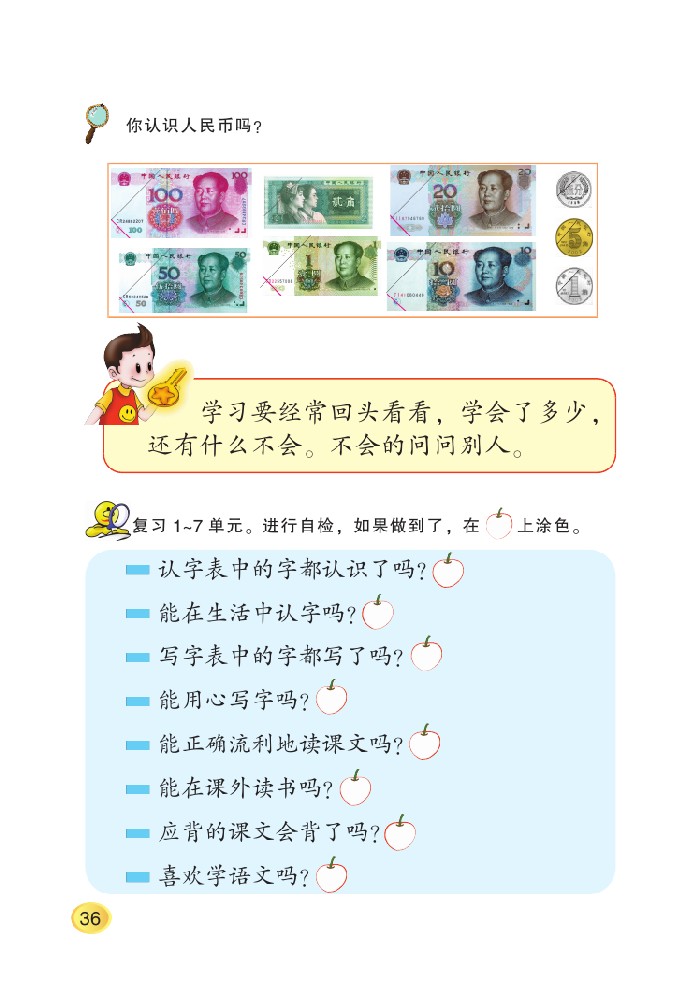 你认识人民币吗？
中国人民银行
100
100
100
中国人民银行
50
50
贰角
中国人民银行
1
1
中国人民银行
20
20
中国人民银行
10
10
5
1
学习要经常回头看看，学会了多少，
还有什么不会。不会的问问别人。
复习1~7单元。进行自检，如果做到了，在 上涂色。
认字表中的字都认识了吗？
能在生活中认字吗？
写字表中的字都写了吗？
能用心写字吗？
能正确流利地读课文吗？
能在课外读书吗？
应背的课文会背了吗？
喜欢学语文吗？
36